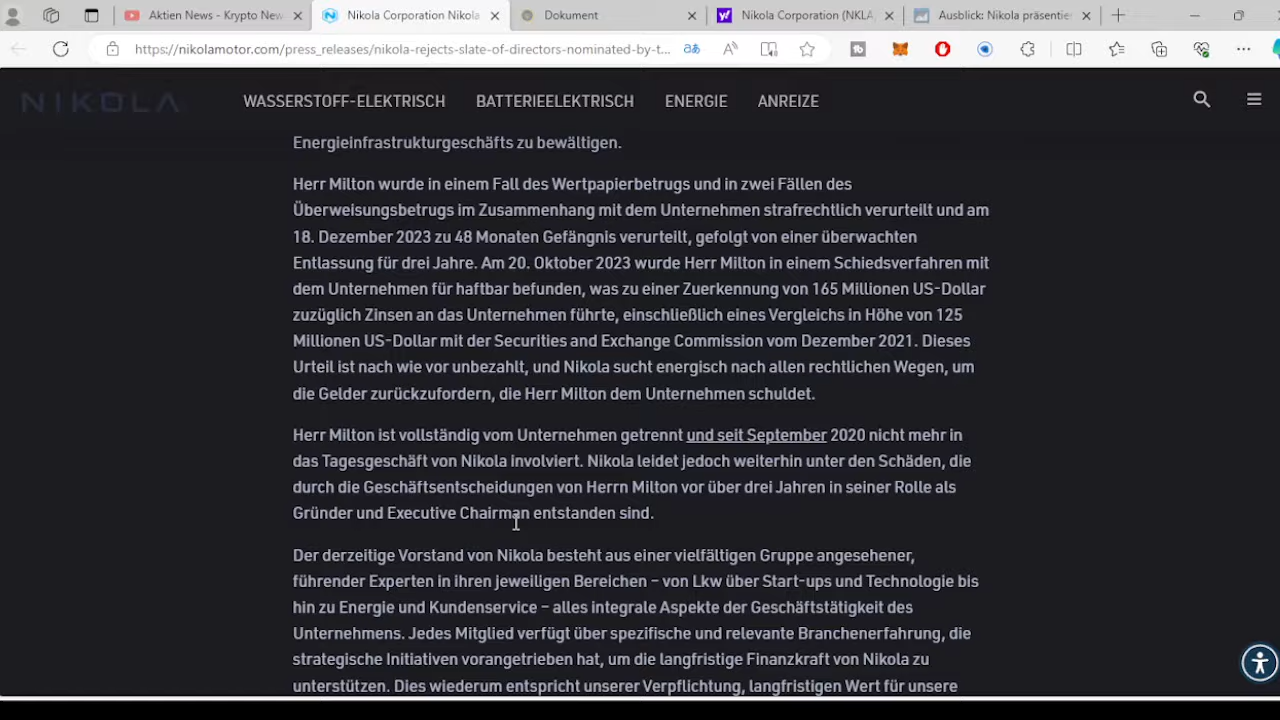 Aktien News - Krypto New
Nikola Corporation Nikola
Dokument
Nikola Corporation (NKLA,
Ausblick: Nikola präsentie
https://nikolamotor.com/press_releases/nikola-rejects-slate-of-directors-nominated-by-t...
NIKOLA
WASSERSTOFF-ELEKTRISCH
BATTERIEELEKTRISCH
ENERGIE
ANREIZE
Energieinfrastrukturgeschäfts zu bewältigen.
Herr Milton wurde in einem Fall des Wertpapierbetrugs und in zwei Fällen des
Überweisungsbetrugs im Zusammenhang mit dem Unternehmen strafrechtlich verurteilt und am
18. Dezember 2023 zu 48 Monaten Gefängnis verurteilt, gefolgt von einer überwachten
Entlassung für drei Jahre. Am 20. Oktober 2023 wurde Herr Milton in einem Schiedsverfahren mit
dem Unternehmen für haftbar befunden, was zu einer Zuerkennung von 165 Millionen US-Dollar
zuzüglich Zinsen an das Unternehmen führte, einschließlich eines Vergleichs in Höhe von 125
Millionen US-Dollar mit der Securities and Exchange Commission vom Dezember 2021. Dieses
Urteil ist nach wie vor unbezahlt, und Nikola sucht energisch nach allen rechtlichen Wegen, um
die Gelder zurückzufordern, die Herr Milton dem Unternehmen schuldet.
Herr Milton ist vollständig vom Unternehmen getrennt und seit September 2020 nicht mehr in
das Tagesgeschäft von Nikola involviert. Nikola leidet jedoch weiterhin unter den Schäden, die
durch die Geschäftsentscheidungen von Herrn Milton vor über drei Jahren in seiner Rolle als
Gründer und Executive Chairman entstanden sind.
Der derzeitige Vorstand von Nikola besteht aus einer vielfältigen Gruppe angesehener,
führender Experten in ihren jeweiligen Bereichen – von Lkw über Start-ups und Technologie bis
hin zu Energie und Kundenservice – alles integrale Aspekte der Geschäftstätigkeit des
Unternehmens. Jedes Mitglied verfügt über spezifische und relevante Branchenerfahrung, die
strategische Initiativen vorangetrieben hat, um die langfristige Finanzkraft von Nikola zu
unterstützen. Dies wiederum entspricht unserer Verpflichtung, langfristigen Wert für unsere